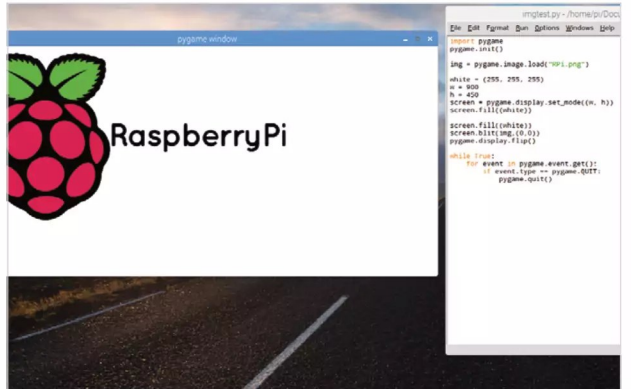 pygame window
RaspberryPi
imgtest.py - /home/pi/Docu
File Edit Format Run Options Windows Help
import pygame
pygame.init()
img = pygame.image.load("RPi.png")
white = (255, 255, 255)
w = 900
h = 450
screen = pygame.display.set_mode((w, h))
screen.fill((white))
screen.fill((white))
screen.blit(img,(0,0))
pygame.display.flip()
while True:
    for event in pygame.event.get():
        if event.type == pygame.QUIT:
            pygame.quit()